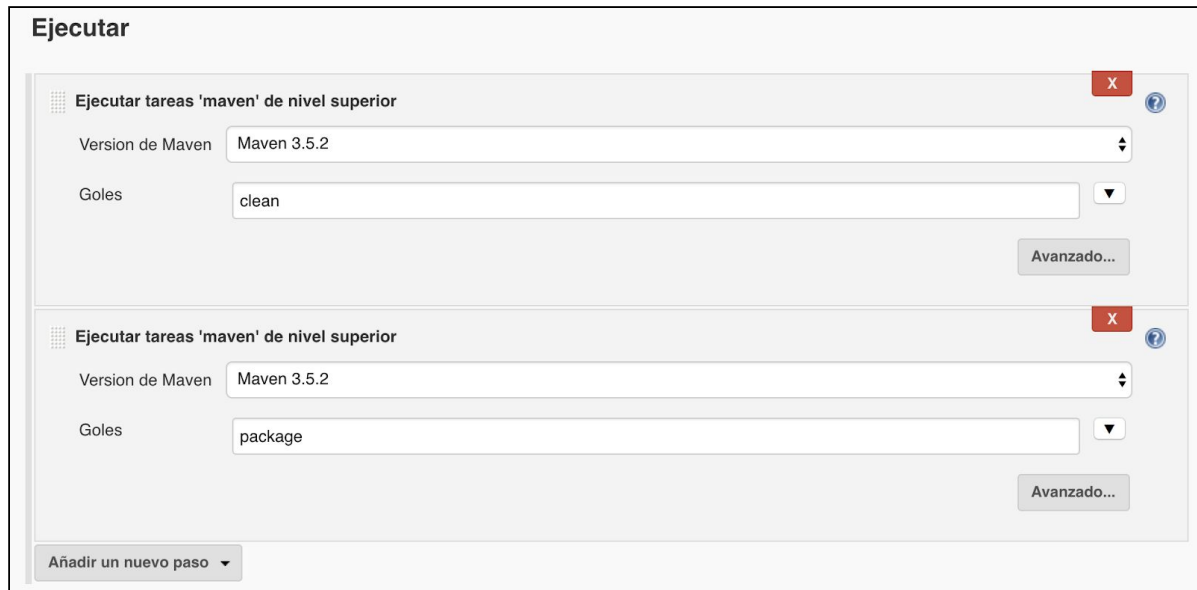 Ejecutar
X
Ejecutar tareas 'maven' de nivel superior
Version de Maven Maven 3.5.2
Goles clean
Avanzado...
X
Ejecutar tareas 'maven' de nivel superior
Version de Maven Maven 3.5.2
Goles package
Avanzado...
Añadir un nuevo paso